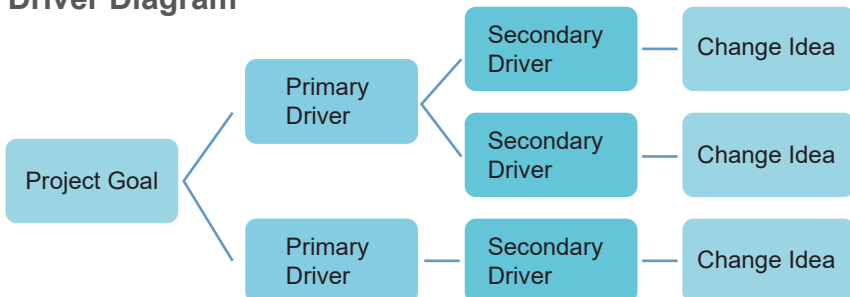 Driver Diagram
Project Goal
Primary
Driver
Secondary
Driver
Change Idea
Secondary
Driver
Change Idea
Primary
Driver
Secondary
Driver
Change Idea